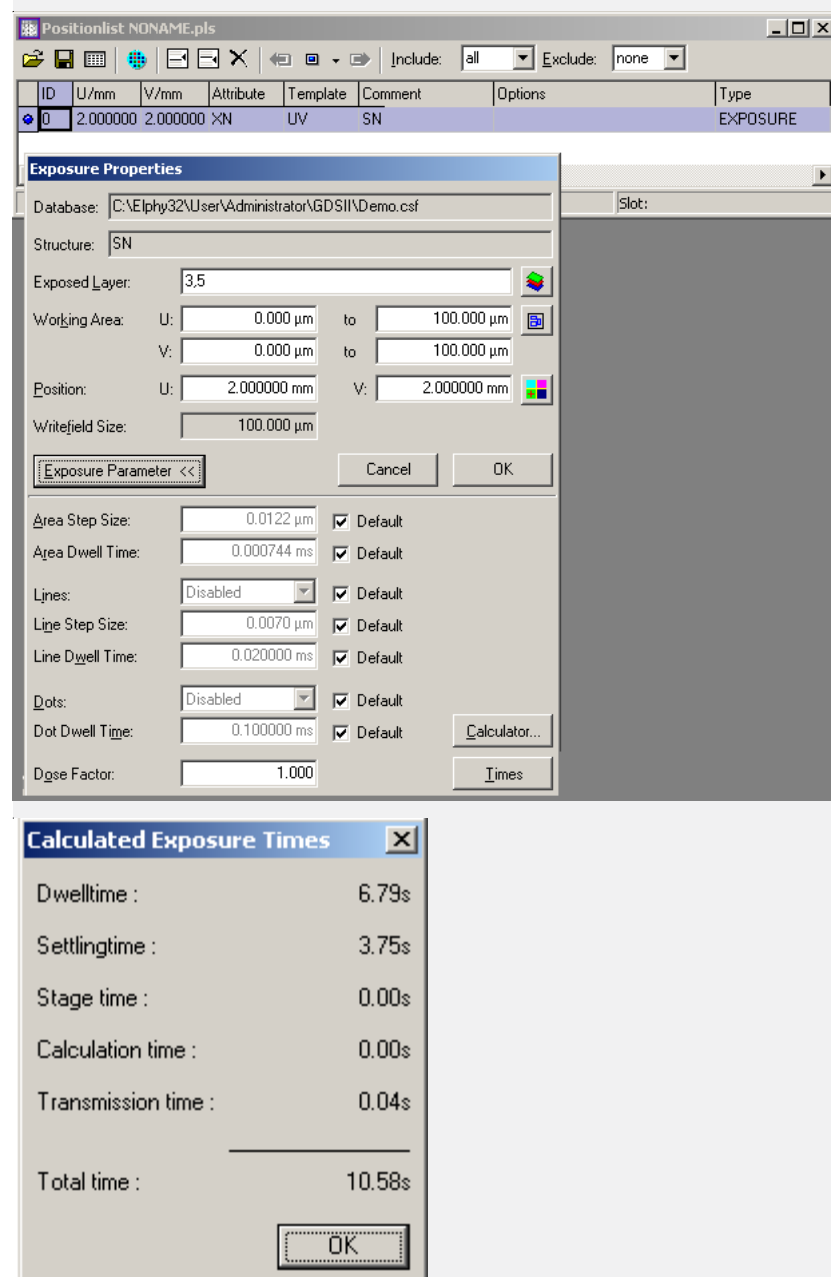 Positionlist NONAME.pls
Include: all Exclude: none
ID U/mm V/mm Attribute Template Comment Options Type
0 2.000000 2.000000 XN UV SN EXPOSURE
Exposure Properties
Database: C:\Elphy32\User\Administrator\GDSII\Demo.csf
Slot:
Structure: SN
Exposed Layer: 3,5
Working Area: U: 0.000 µm to 100.000 µm
V: 0.000 µm to 100.000 µm
Position: U: 2.000000 mm V: 2.000000 mm
Writefield Size: 100.000 µm
Exposure Parameter << Cancel OK
Area Step Size: 0.0122 µm Default
Area Dwell Time: 0.000744 ms Default
Lines: Disabled Default
Line Step Size: 0.0070 µm Default
Line Dwell Time: 0.020000 ms Default
Dots: Disabled Default
Dot Dwell Time: 0.100000 ms Default Calculator...
Dose Factor: 1.000 Times
Calculated Exposure Times
Dwelltime : 6.79s
Settlingtime : 3.75s
Stage time : 0.00s
Calculation time : 0.00s
Transmission time : 0.04s
Total time : 10.58s
OK